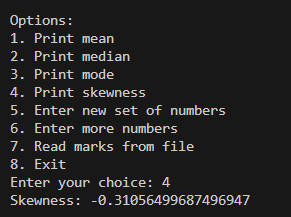 Options:
1. Print mean
2. Print median
3. Print mode
4. Print skewness
5. Enter new set of numbers
6. Enter more numbers
7. Read marks from file
8. Exit
Enter your choice: 4
Skewness: -0.31056499687496947